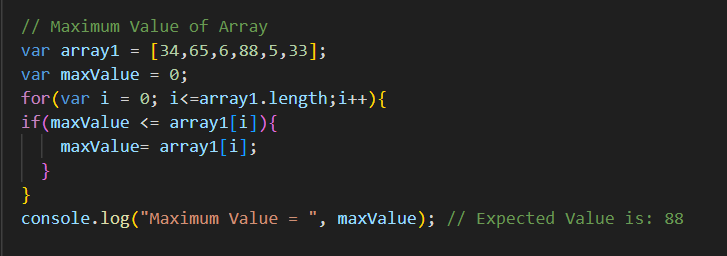 // Maximum Value of Array
var array1 = [34,65,6,88,5,33];
var maxValue = 0;
for(var i = 0; i<=array1.length;i++){
if(maxValue <= array1[i]){
maxValue= array1[i];
}
}
console.log("Maximum Value = ", maxValue); // Expected Value is: 88